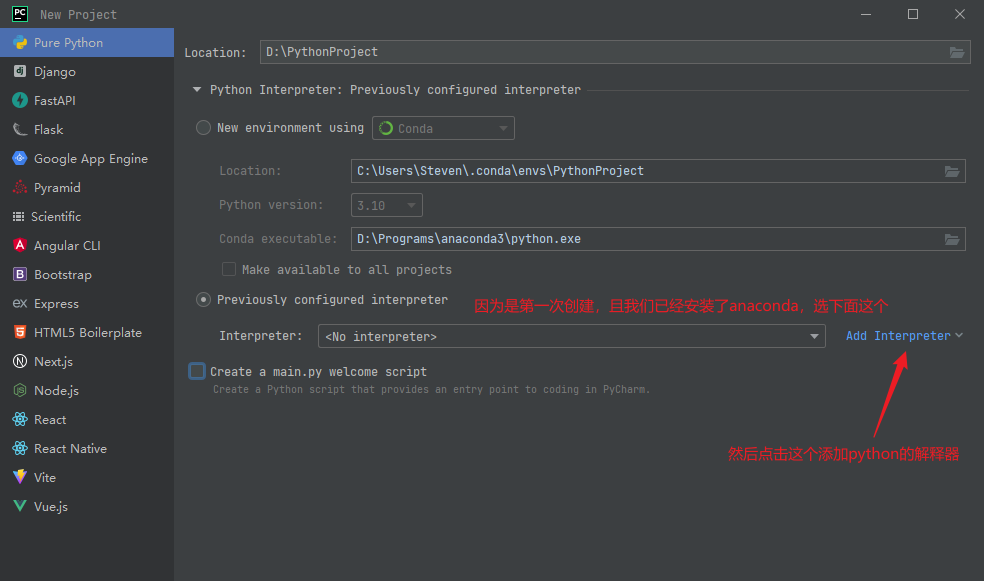 New Project
Pure Python
Django
FastAPI
Flask
Google App Engine
Pyramid
Scientific
Angular CLI
Bootstrap
Express
HTML5 Boilerplate
Next.js
Node.js
React
React Native
Vite
Vue.js
Location: D:\PythonProject
Python Interpreter: Previously configured interpreter
New environment using Conda
Location: C:\Users\Steven\.conda\envs\PythonProject
Python version: 3.10
Conda executable: D:\Programs\anaconda3\python.exe
Make available to all projects
Previously configured interpreter
因为是第一次创建，且我们已经安装了anaconda，选下面这个
Interpreter: <No interpreter> Add Interpreter
Create a main.py welcome script
Create a Python script that provides an entry point to coding in PyCharm.
然后点击这个添加python的解释器